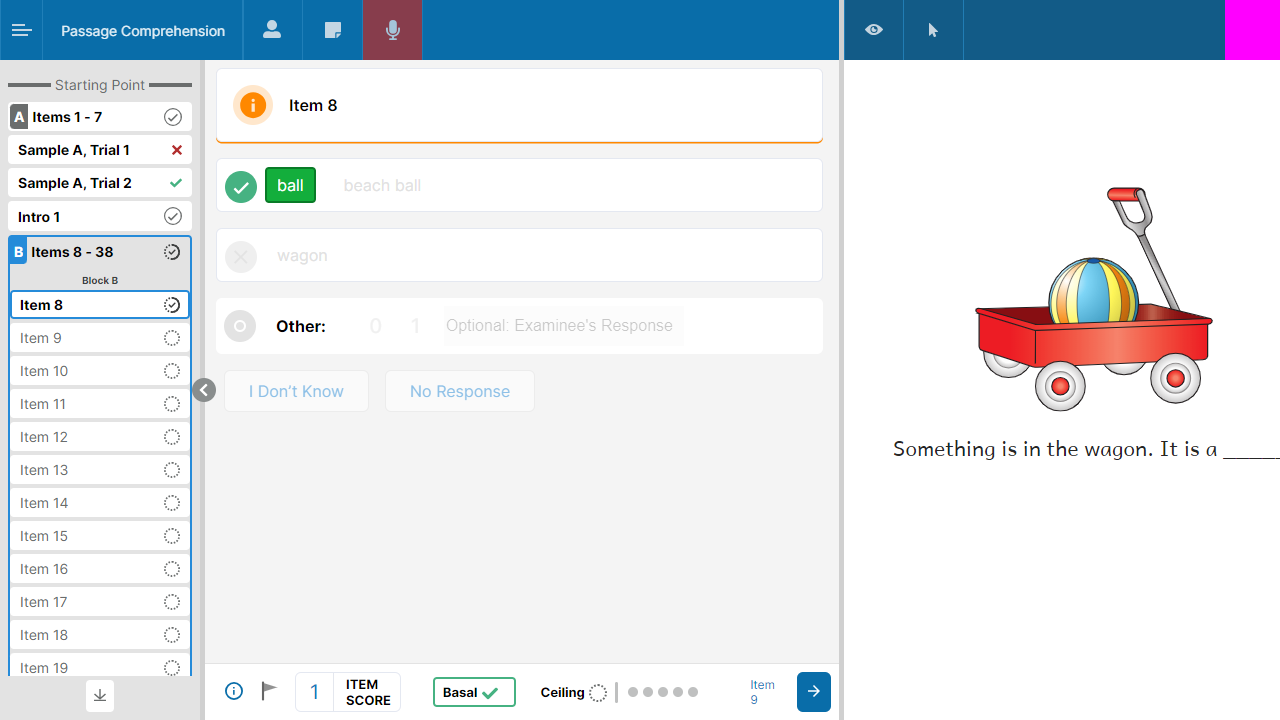 Passage Comprehension
Starting Point
A Items 1 - 7
Sample A, Trial 1
Sample A, Trial 2
Intro 1
B Items 8 - 38
Block B
Item 8
Item 9
Item 10
Item 11
Item 12
Item 13
Item 14
Item 15
Item 16
Item 17
Item 18
Item 19
Item 8
ball beach ball
wagon
Other: 0 1 Optional: Examinee's Response
I Don't Know No Response
1 ITEM SCORE
Basal
Ceiling
Item 9
Something is in the wagon. It is a ______